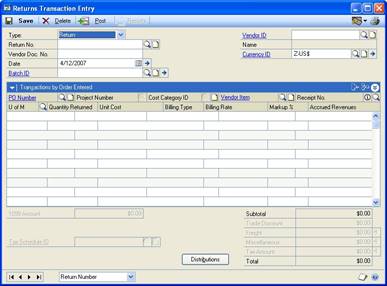 Returns Transaction Entry
Save Delete Post
Type: Return Vendor ID
Return No. Name
Vendor Doc. No. Currency ID Z-US$
Date 4/12/2007
Batch ID
Transactions by Order Entered
PO Number Project Number Cost Category ID Vendor Item Receipt No.
U of M Quantity Returned Unit Cost Billing Type Billing Rate Markup % Accrued Revenues
1099 Amount $0.00 Subtotal $0.00
Trade Discount $0.00
Freight $0.00
Tax Schedule ID Miscellaneous $0.00
Tax Amount $0.00
Distributions Total $0.00
Return Number